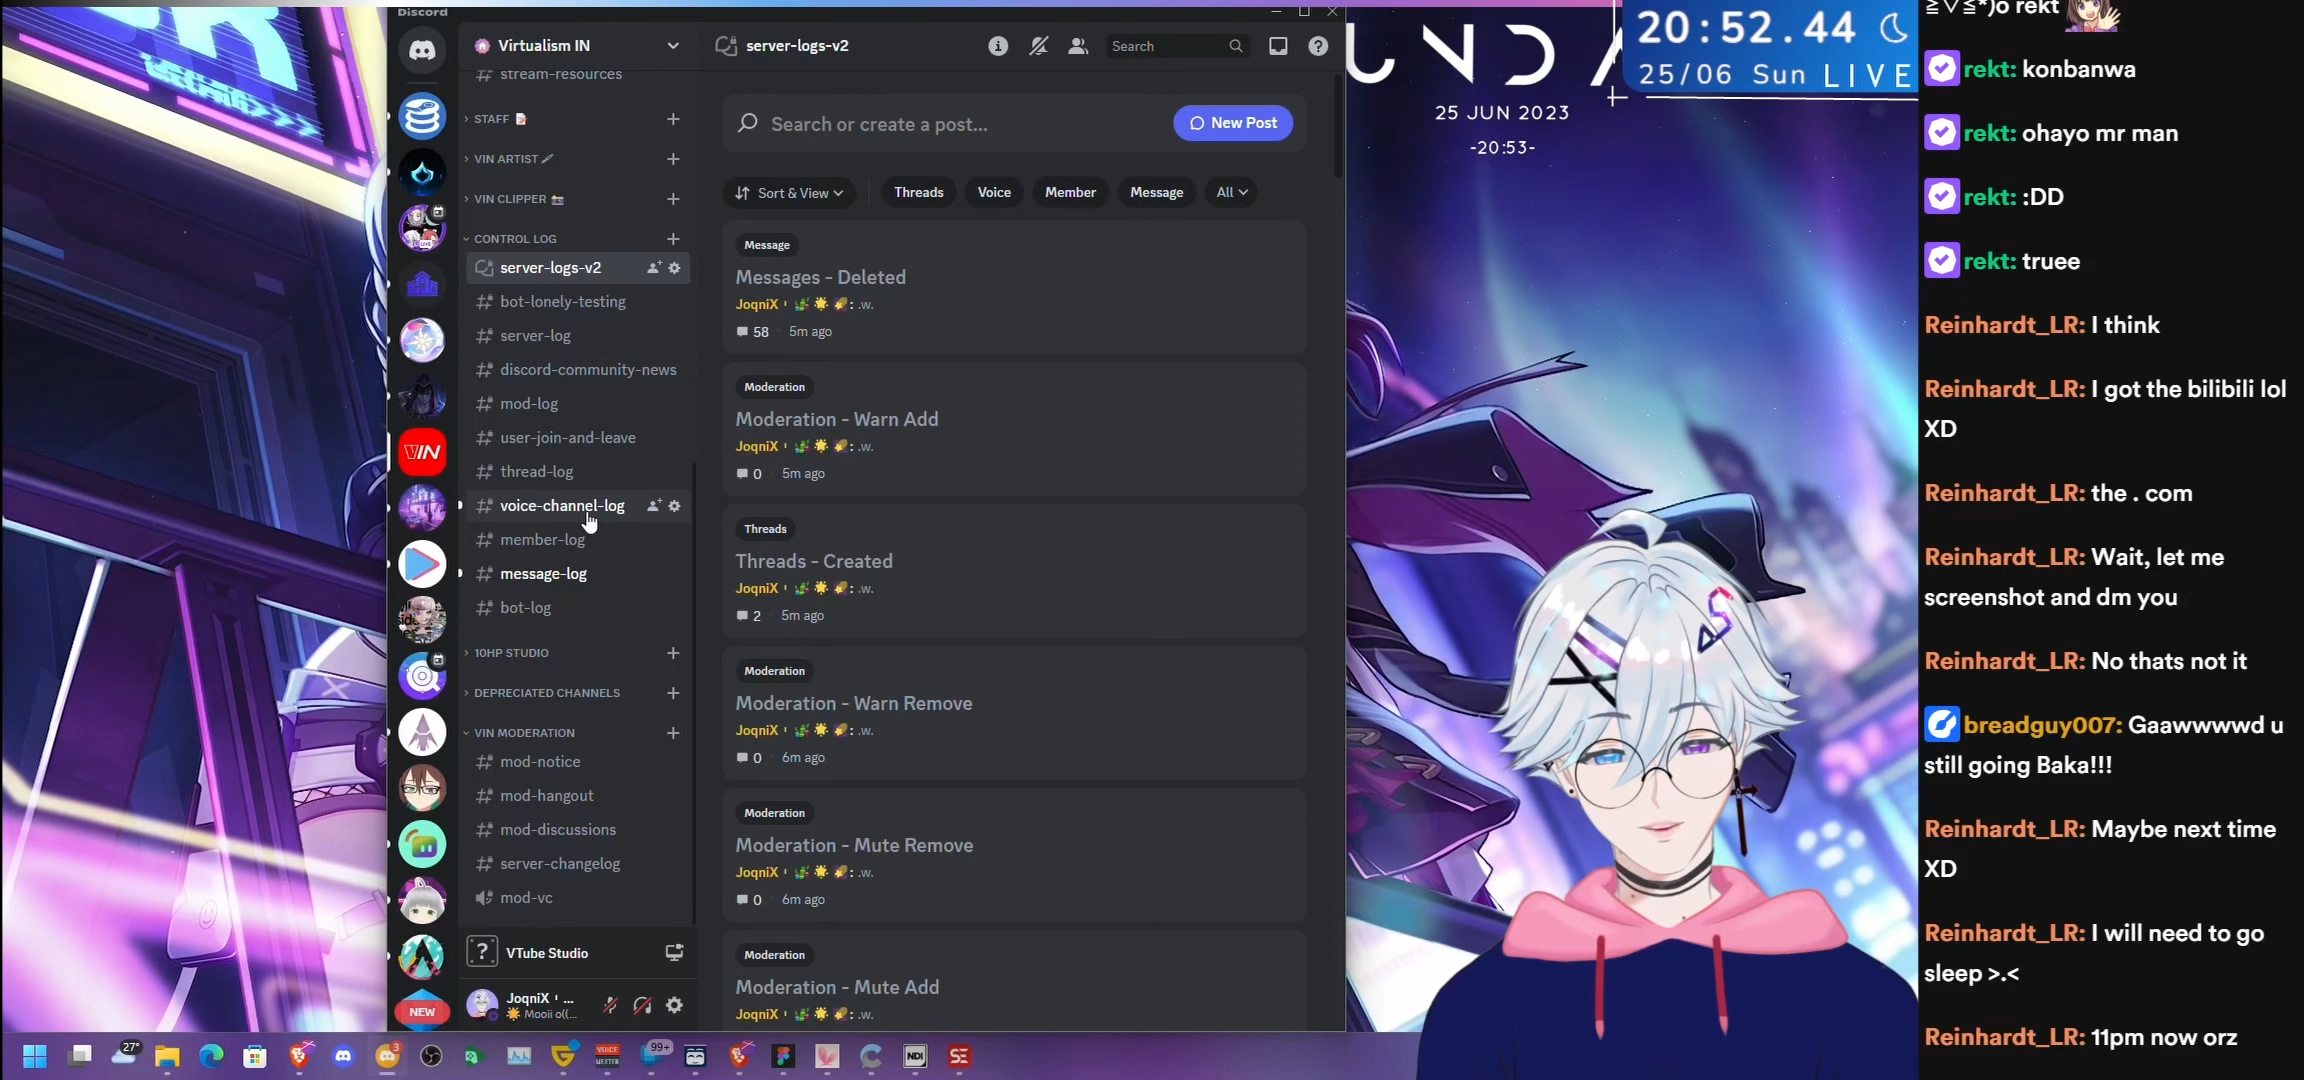 Discord
Virtualism IN
stream-resources
STAFF
VIN ARTIST
VIN CLIPPER
CONTROL LOG
server-logs-v2
bot-lonely-testing
server-log
discord-community-news
mod-log
user-join-and-leave
thread-log
voice-channel-log
member-log
message-log
bot-log
10HP STUDIO
DEPRECIATED CHANNELS
VIN MODERATION
mod-notice
mod-hangout
mod-discussions
server-changelog
mod-vc
VTube Studio
JoqniX ' ...
Mooii o((...
VIN
NEW
server-logs-v2
Search
Search or create a post...
New Post
Sort & View
Threads
Voice
Member
Message
All
Message
Messages - Deleted
JoqniX ' : .w.
58 5m ago
Moderation
Moderation - Warn Add
JoqniX ' : .w.
0 5m ago
Threads
Threads - Created
JoqniX ' : .w.
2 5m ago
Moderation
Moderation - Warn Remove
JoqniX ' : .w.
0 6m ago
Moderation
Moderation - Mute Remove
JoqniX ' : .w.
0 6m ago
Moderation
Moderation - Mute Add
JoqniX ' : .w.
25 JUN 2023
-20:53-
20:52.44
25/06 Sun LIVE
≧▽≦*)o rekt
rekt: konbanwa
rekt: ohayo mr man
rekt: :DD
rekt: truee
Reinhardt_LR: I think
Reinhardt_LR: I got the bilibili lol
XD
Reinhardt_LR: the . com
Reinhardt_LR: Wait, let me
screenshot and dm you
Reinhardt_LR: No thats not it
breadguy007: Gaawwwwd u
still going Baka!!!
Reinhardt_LR: Maybe next time
XD
Reinhardt_LR: I will need to go
sleep >.<
Reinhardt_LR: 11pm now orz
27°
3
VOICE
MEETER
99+
NDI
SE